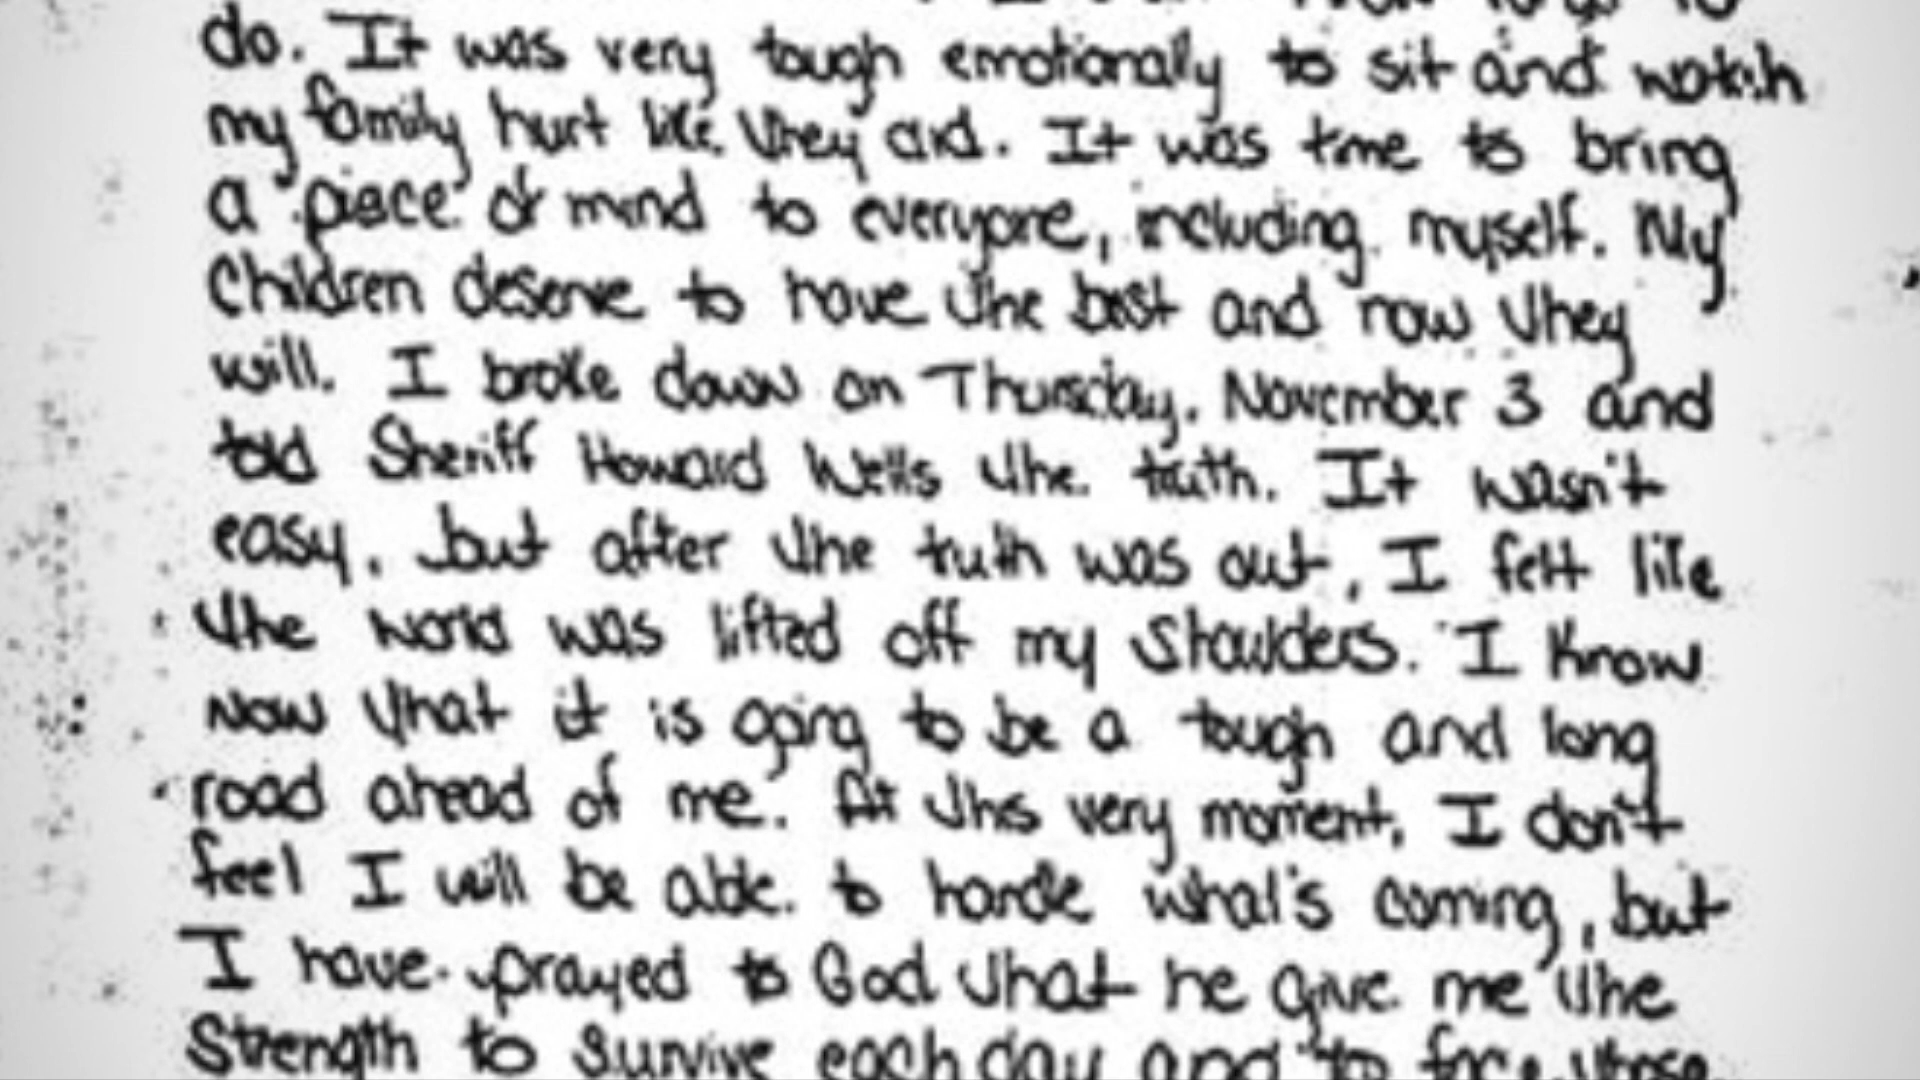 do. It was very tough emotionally to sit and watch
my family hurt like they did. It was time to bring
a piece of mind to everyone, including myself. My
Children deserve to have the best and now they
will. I broke down on Thursday, November 3 and
told Sheriff Howard Wells the truth. It wasn't
easy, but after the truth was out, I felt like
the world was lifted off my shoulders. I know
now that it is going to be a tough and long
road ahead of me. At this very moment, I don't
feel I will be able to handle what's coming, but
I have prayed to God that he give me the
Strength to survive each day and to face those